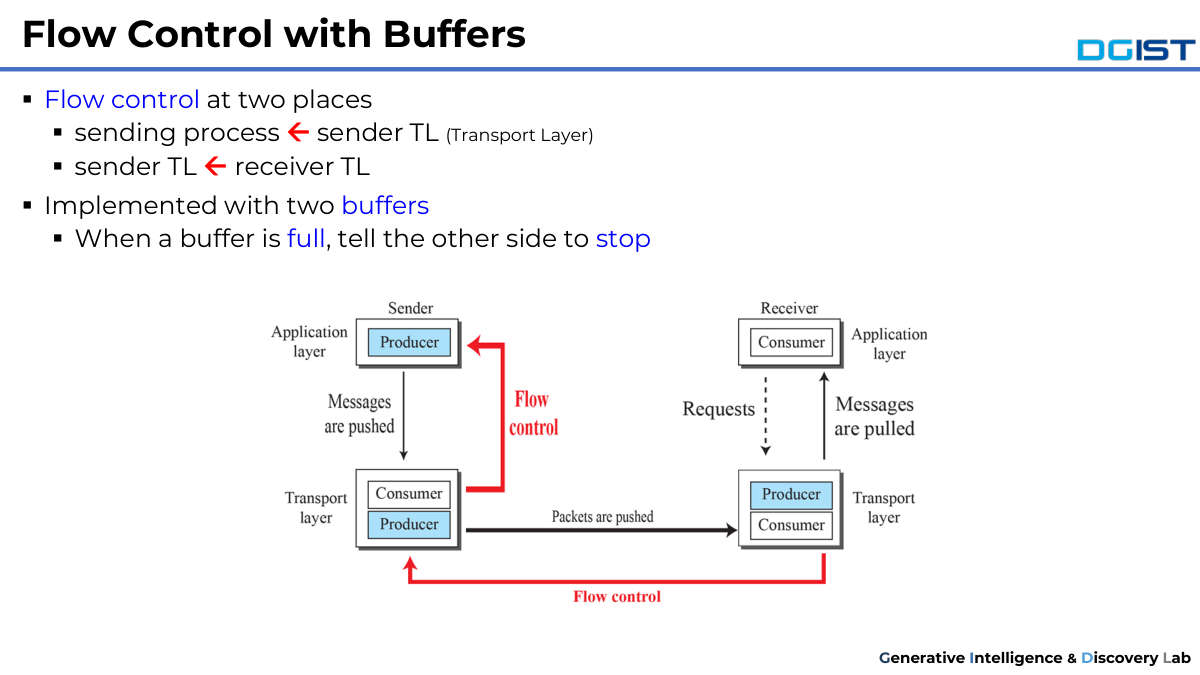 Flow Control with Buffers
DGIST
▪ Flow control at two places
▪ sending process ← sender TL (Transport Layer)
▪ sender TL ← receiver TL
▪ Implemented with two buffers
▪ When a buffer is full, tell the other side to stop
Sender
Receiver
Application
layer
Producer
Consumer
Application
layer
Messages
are pushed
Flow
control
Requests
Messages
are pulled
Transport
layer
Consumer
Producer
Packets are pushed
Producer
Consumer
Transport
layer
Flow control
Generative Intelligence & Discovery Lab